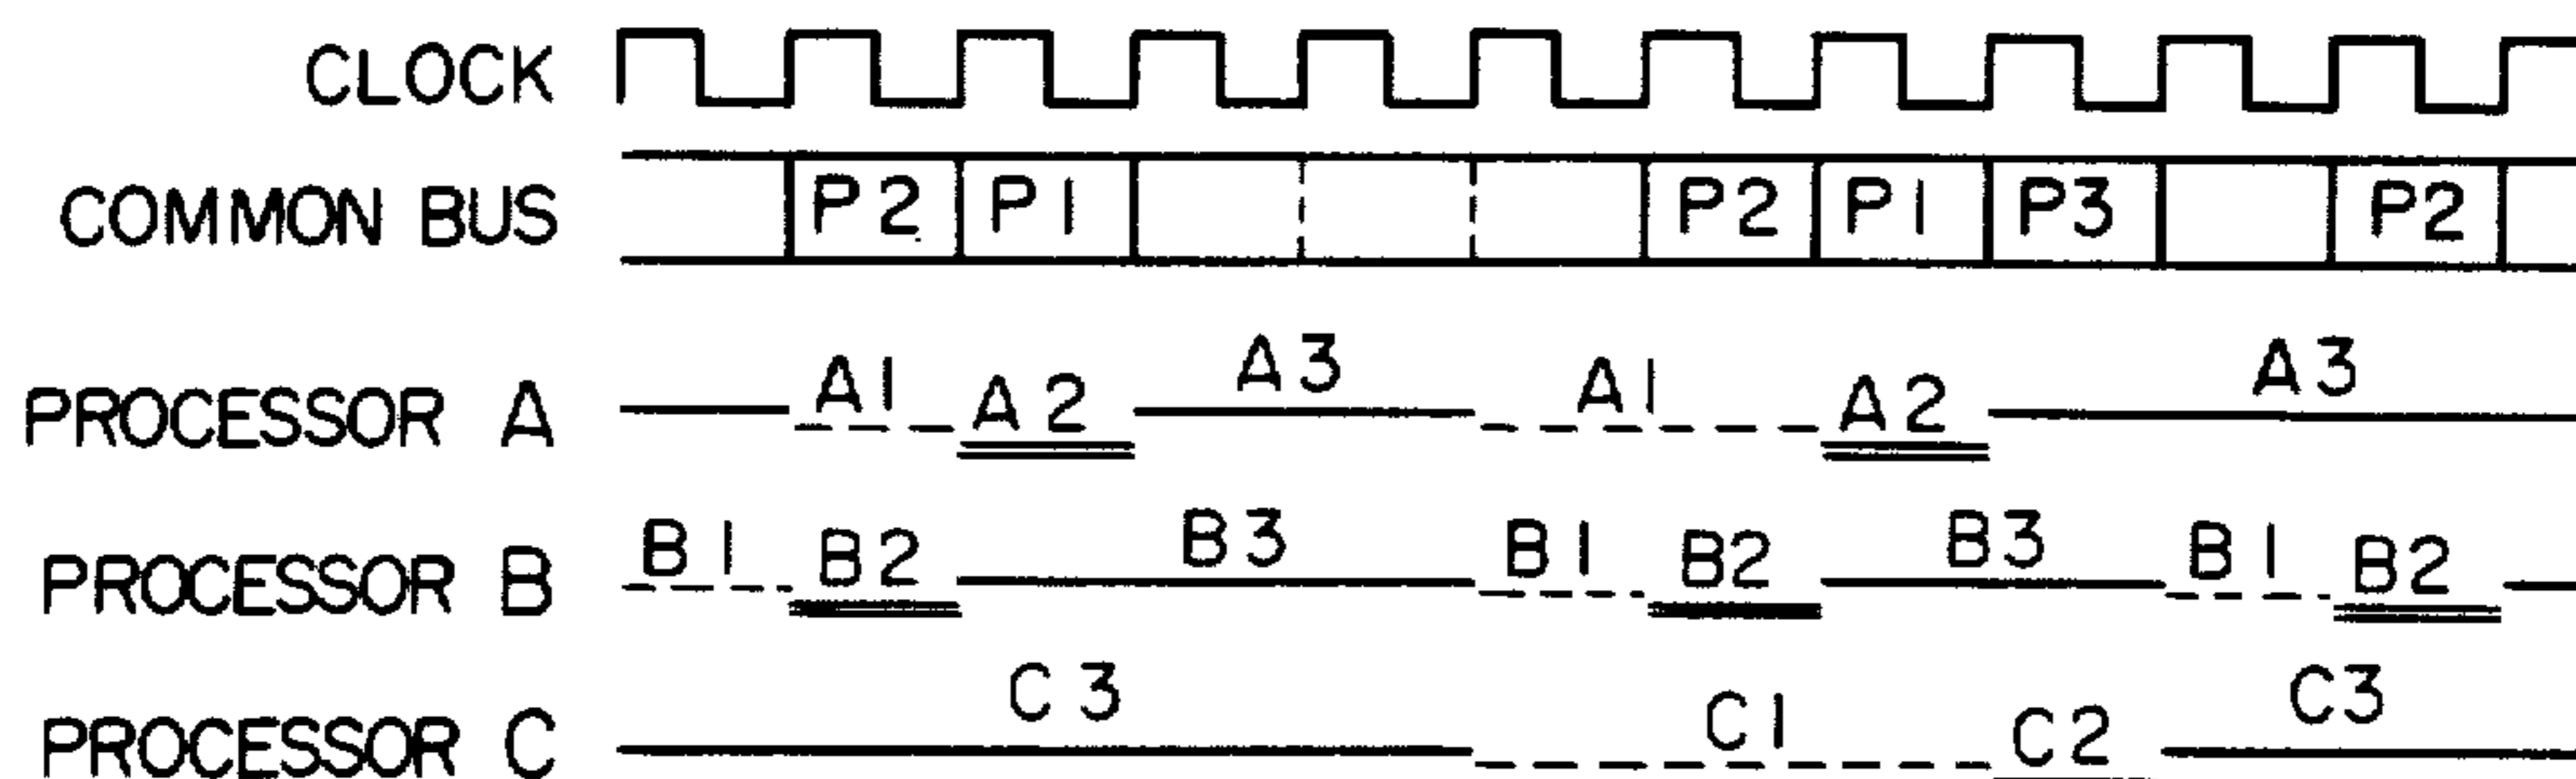 CLOCK
COMMON BUS P2 P1 P2 P1 P3 P2
PROCESSOR A A1 A2 A3 A1 A2 A3
PROCESSOR B B1 B2 B3 B1 B2 B3 B1 B2
PROCESSOR C C3 C1 C2 C3